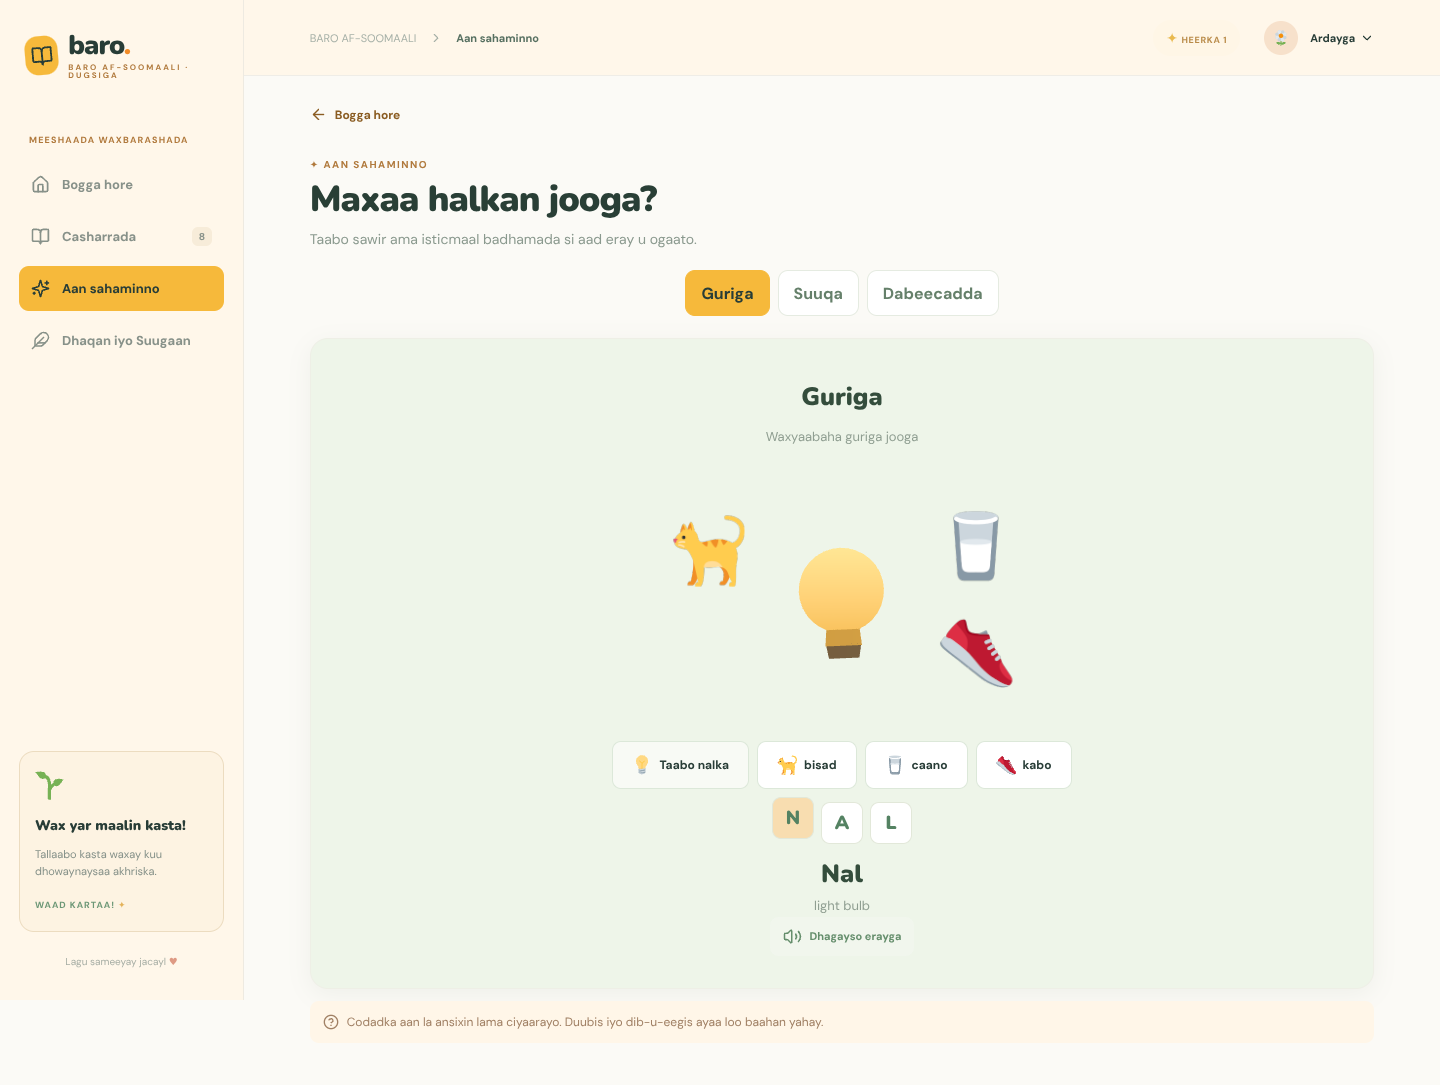 baro.
BARO AF-SOOMAALI ·
DUGSIGA
MEESHAADA WAXBARASHADA
Bogga hore
Casharrada 8
Aan sahaminno
Dhaqan iyo Suugaan
Wax yar maalin kasta!
Tallaabo kasta waxay kuu
dhowaynaysaa akhriska.
WAAD KARTAA! ✦
Lagu sameeyay jacayl ♥
BARO AF-SOOMAALI > Aan sahaminno
✦ HEERKA 1
Ardayga
← Bogga hore
✦ AAN SAHAMINNO
Maxaa halkan jooga?
Taabo sawir ama isticmaal badhamada si aad eray u ogaato.
Guriga Suuqa Dabeecadda
Guriga
Waxyaabaha guriga jooga
Taabo nalka bisad caano kabo
N A L
Nal
light bulb
Dhagayso erayga
Codadka aan la ansixin lama ciyaarayo. Duubis iyo dib-u-eegis ayaa loo baahan yahay.